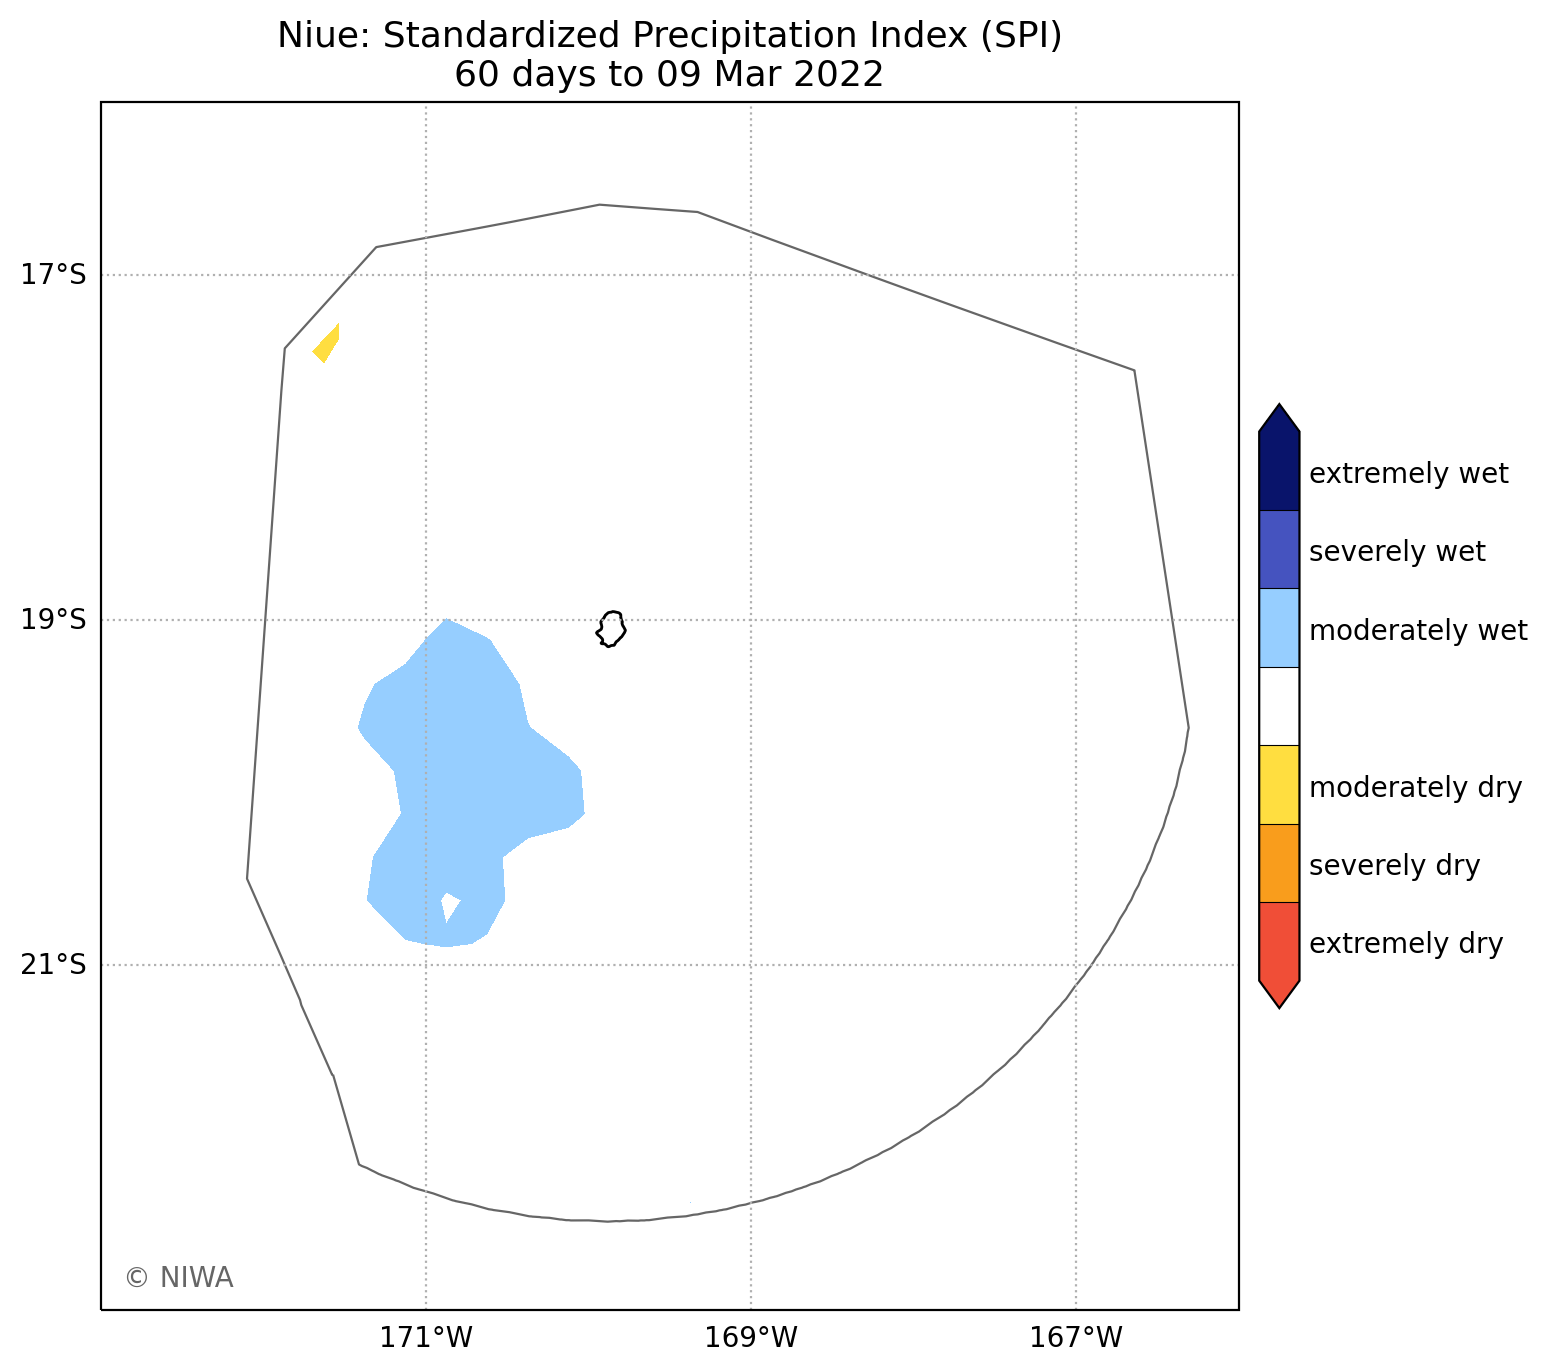 Niue: Standardized Precipitation Index (SPI)
60 days to 09 Mar 2022
17°S
19°S
21°S
171°W
169°W
167°W
extremely wet
severely wet
moderately wet
moderately dry
severely dry
extremely dry
© NIWA